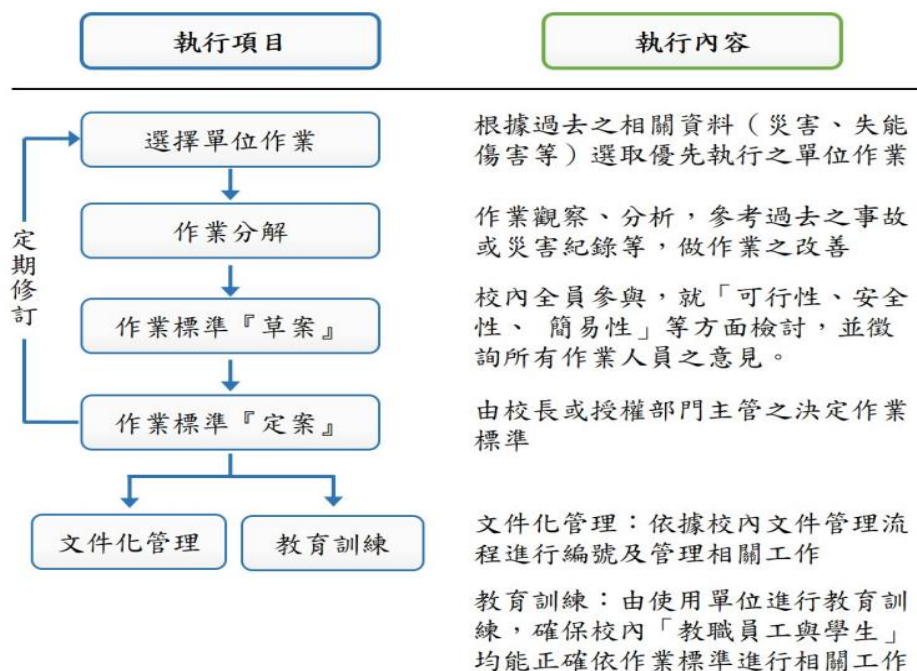 執行項目
執行內容
選擇單位作業
根據過去之相關資料（災害、失能
傷害等）選取優先執行之單位作業
作業分解
作業觀察、分析，參考過去之事故
或災害紀錄等，做作業之改善
定期修訂
作業標準『草案』
校內全員參與，就「可行性、安全
性、 簡易性」等方面檢討，並徵
詢所有作業人員之意見。
作業標準『定案』
由校長或授權部門主管之決定作業
標準
文件化管理
教育訓練
文件化管理：依據校內文件管理流
程進行編號及管理相關工作
教育訓練：由使用單位進行教育訓
練，確保校內「教職員工與學生」
均能正確依作業標準進行相關工作